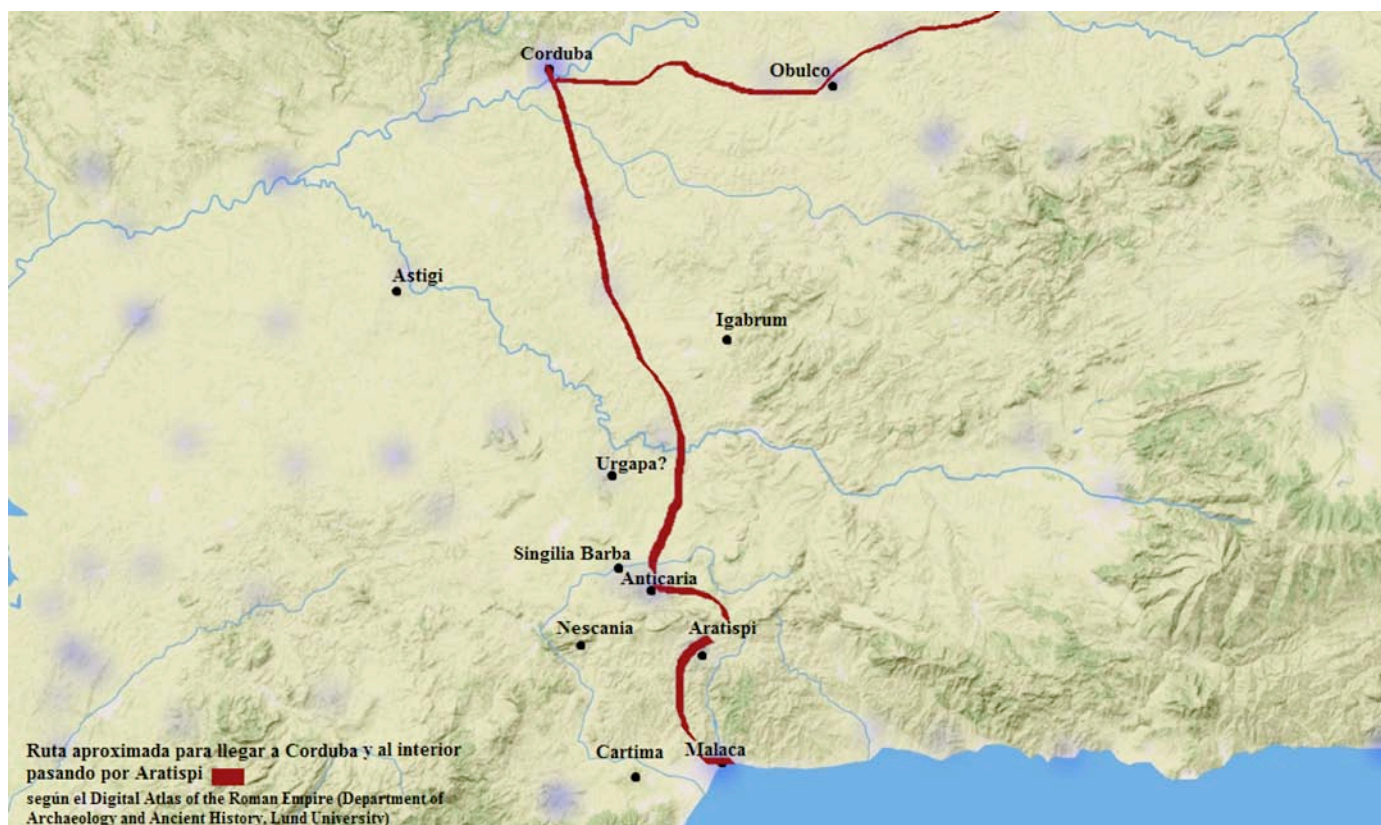 Corduba
Obulco
Astigi
Igabrum
Urgapa?
Singilia Barba
Anticaria
Nescania
Aratispi
Cartima
Malaca
Ruta aproximada para llegar a Corduba y al interior
pasando por Aratispi
según el Digital Atlas of the Roman Empire (Department of
Archaeology and Ancient History, Lund University)